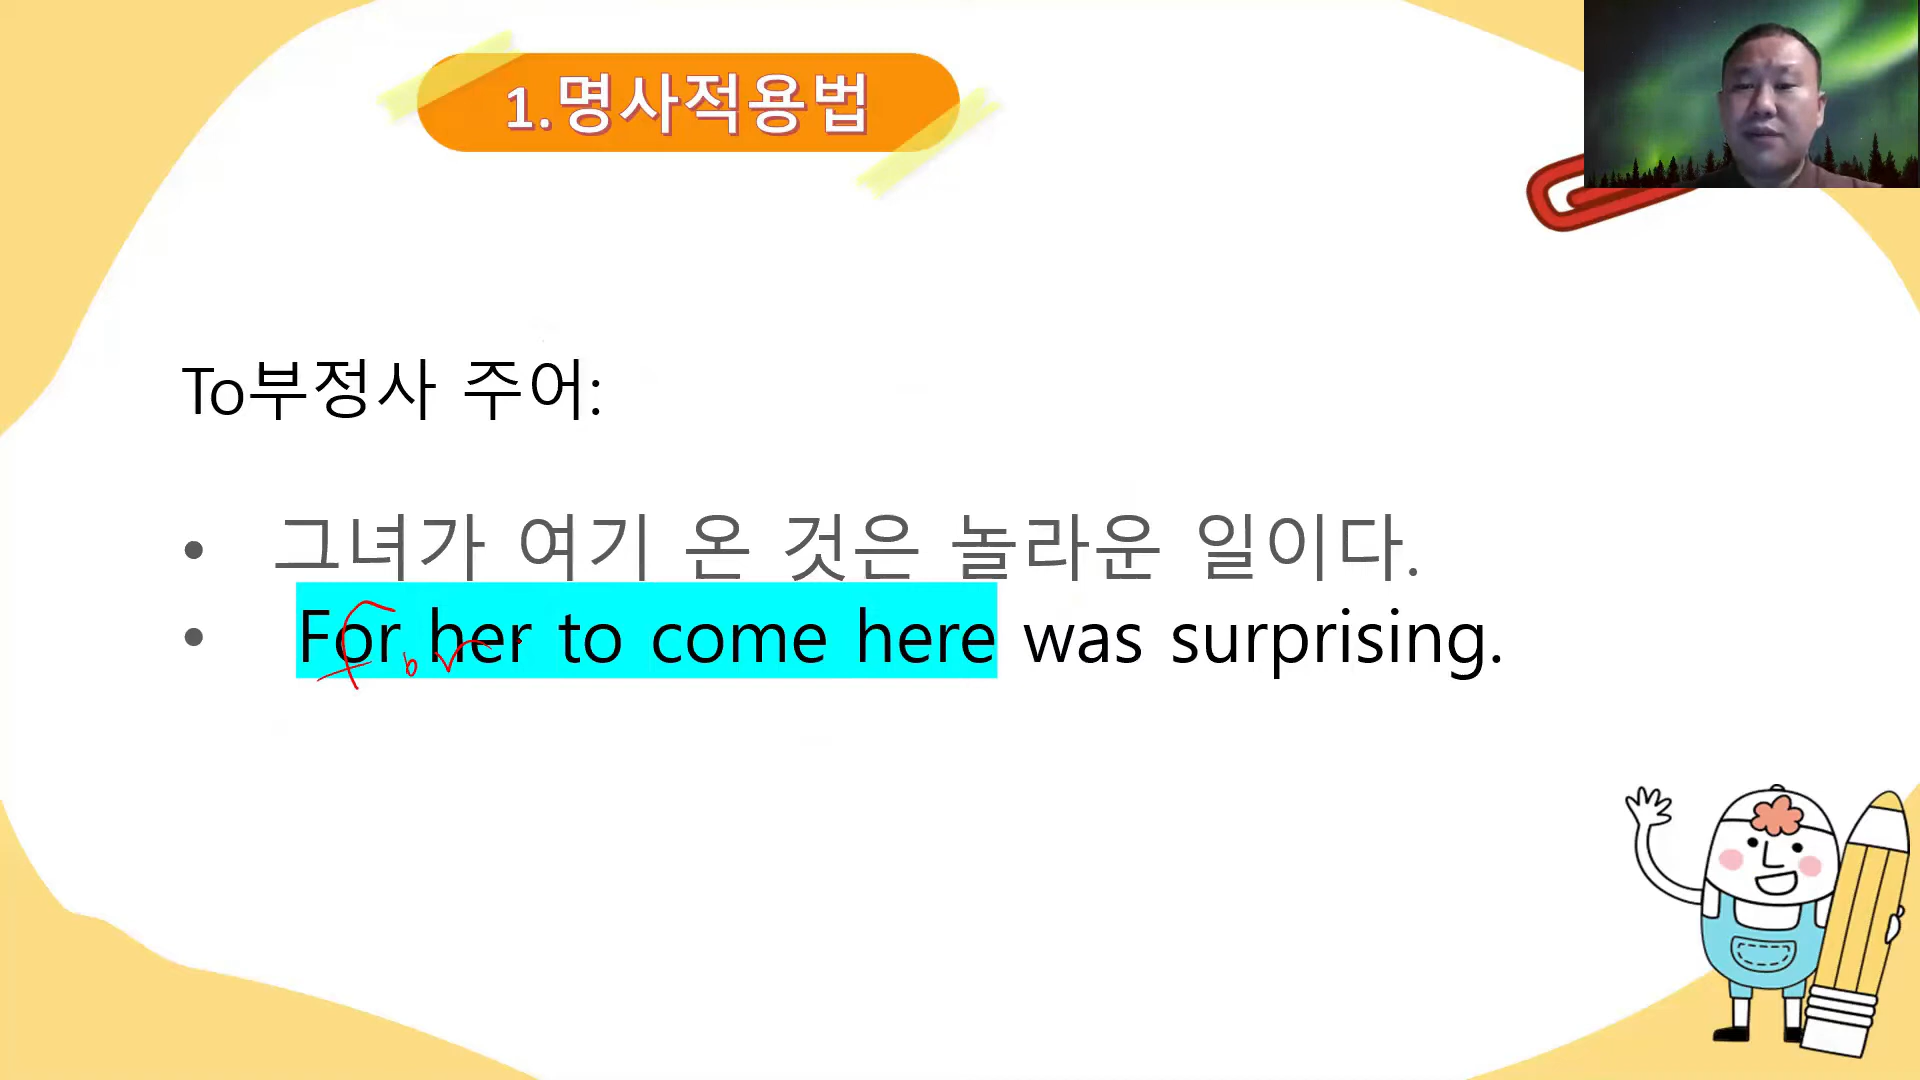 1.명사적용법
To부정사 주어:
• 그녀가 여기 온 것은 놀라운 일이다.
• For her to come here was surprising.